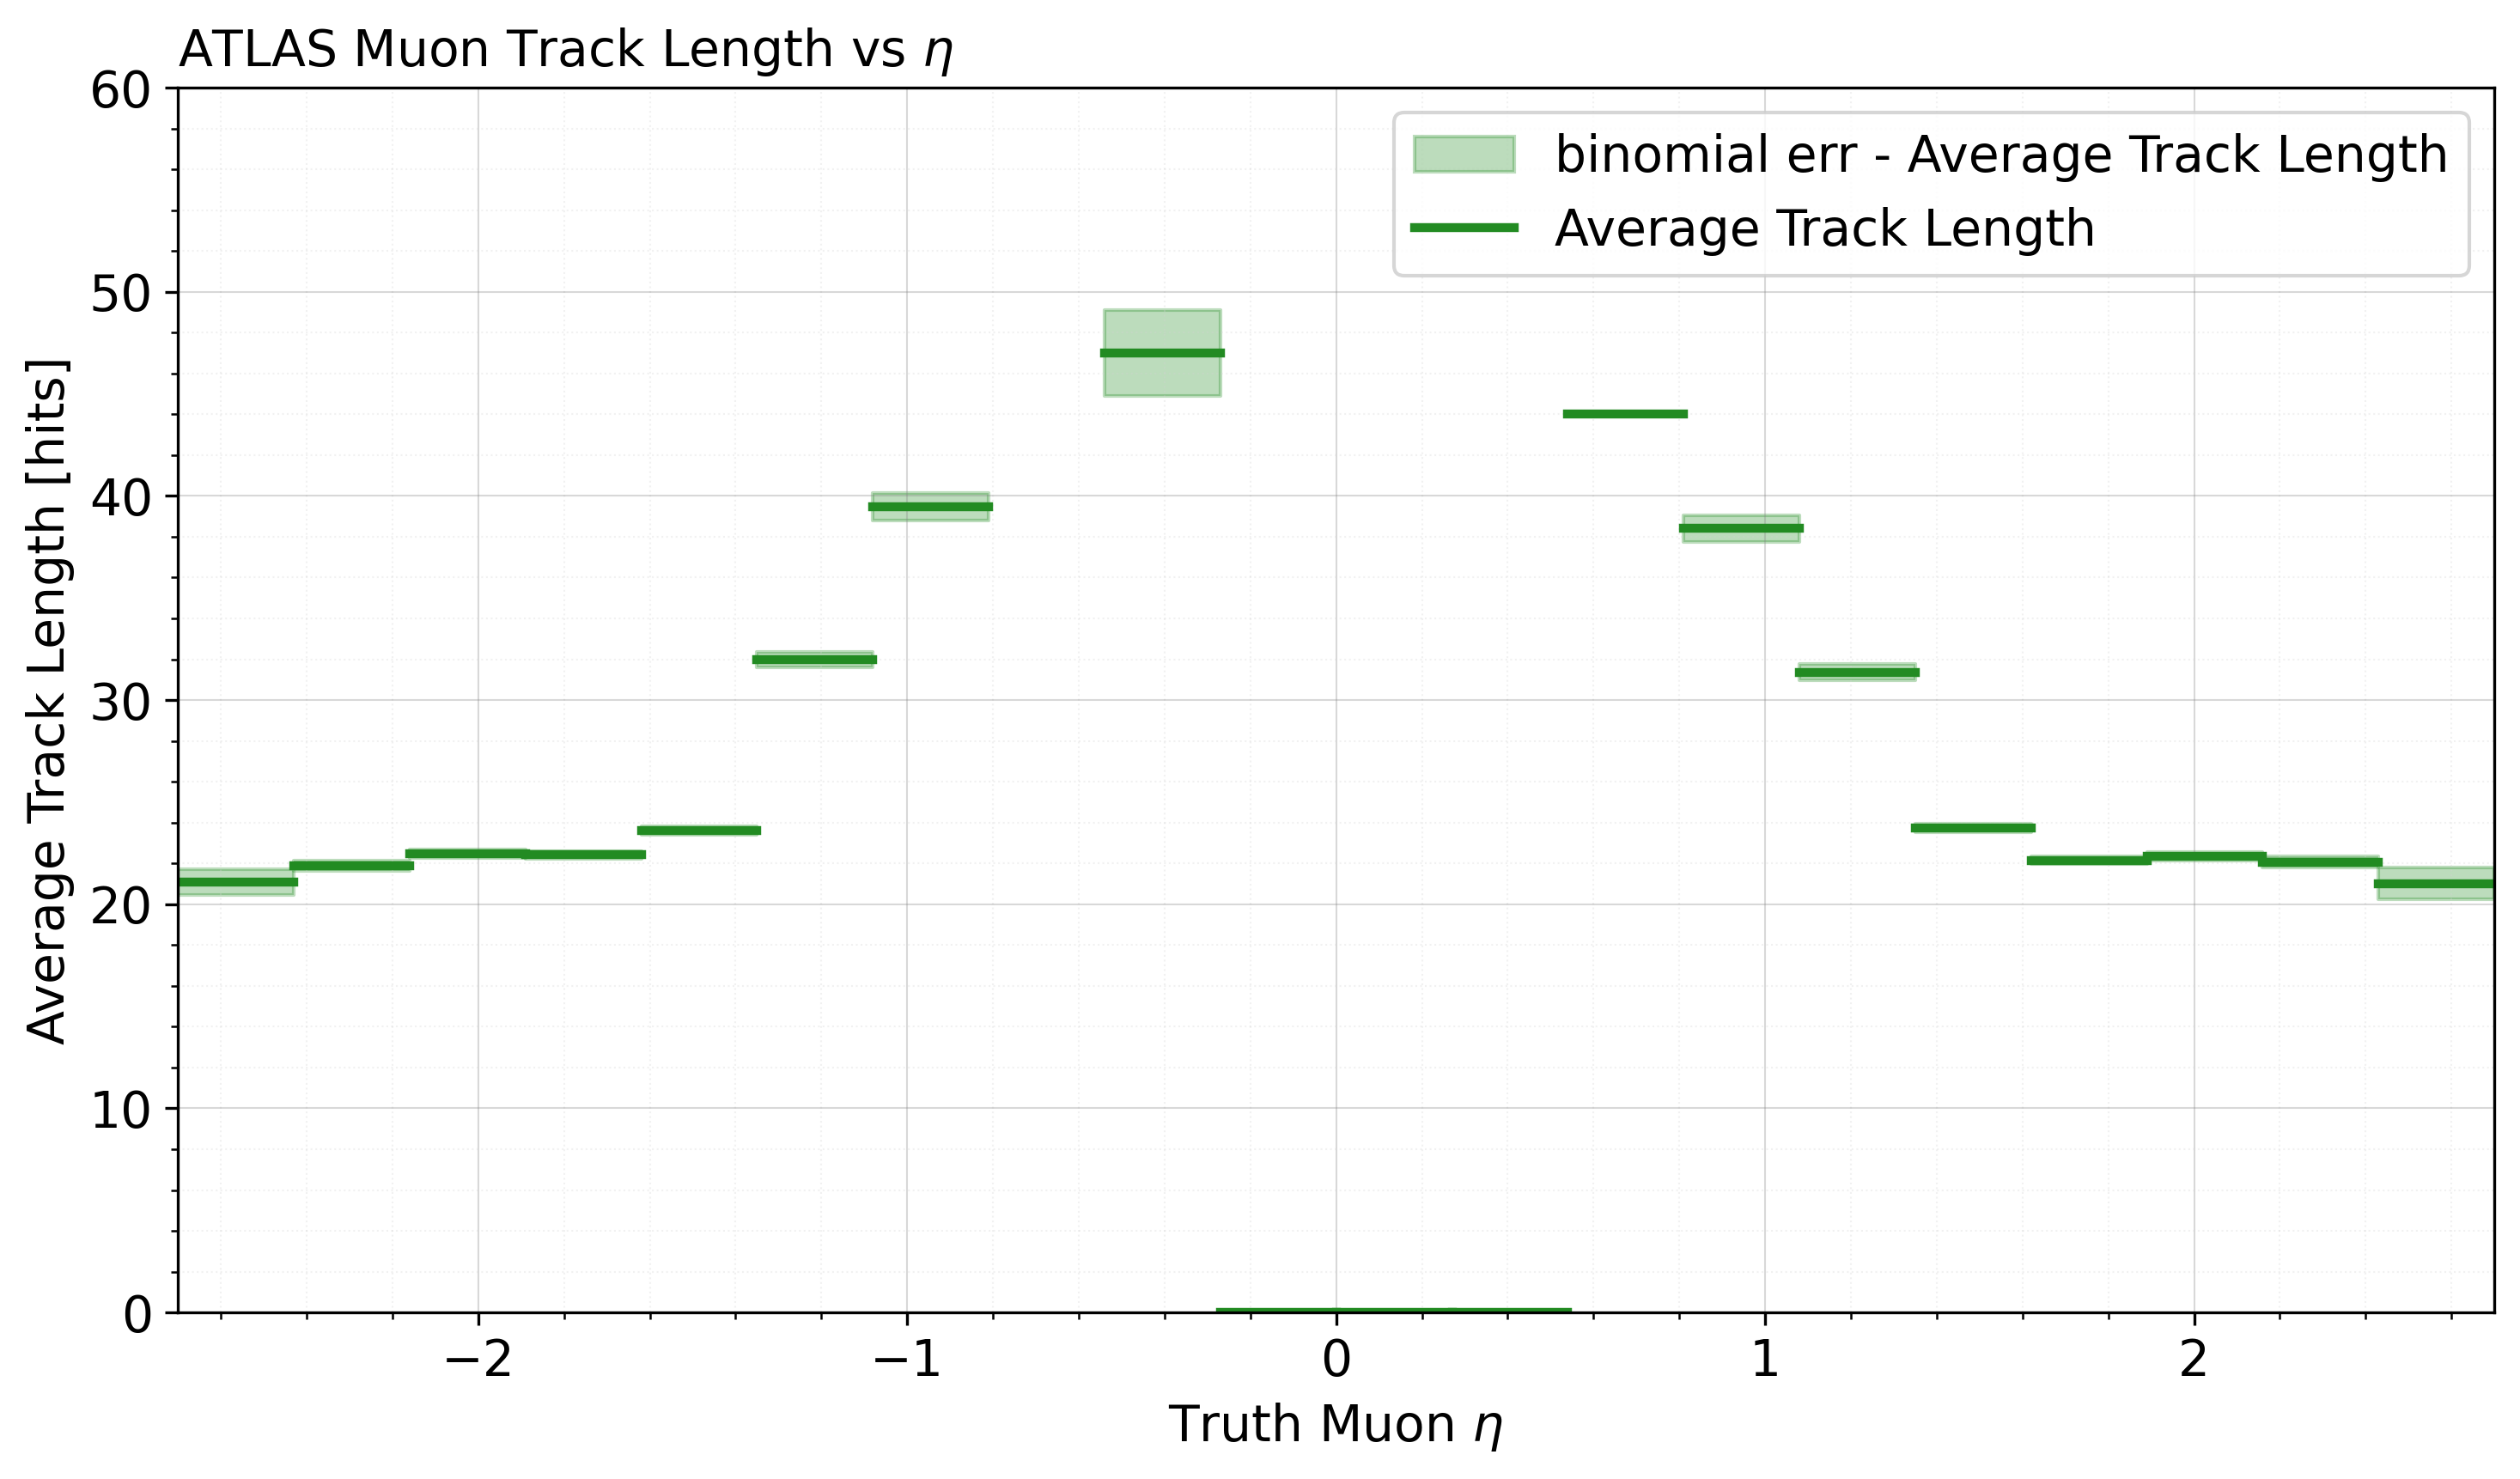 ATLAS Muon Track Length vs η
binomial err - Average Track Length
Average Track Length
Average Track Length [hits]
60
50
40
30
20
10
0
−2 −1 0 1 2
Truth Muon η